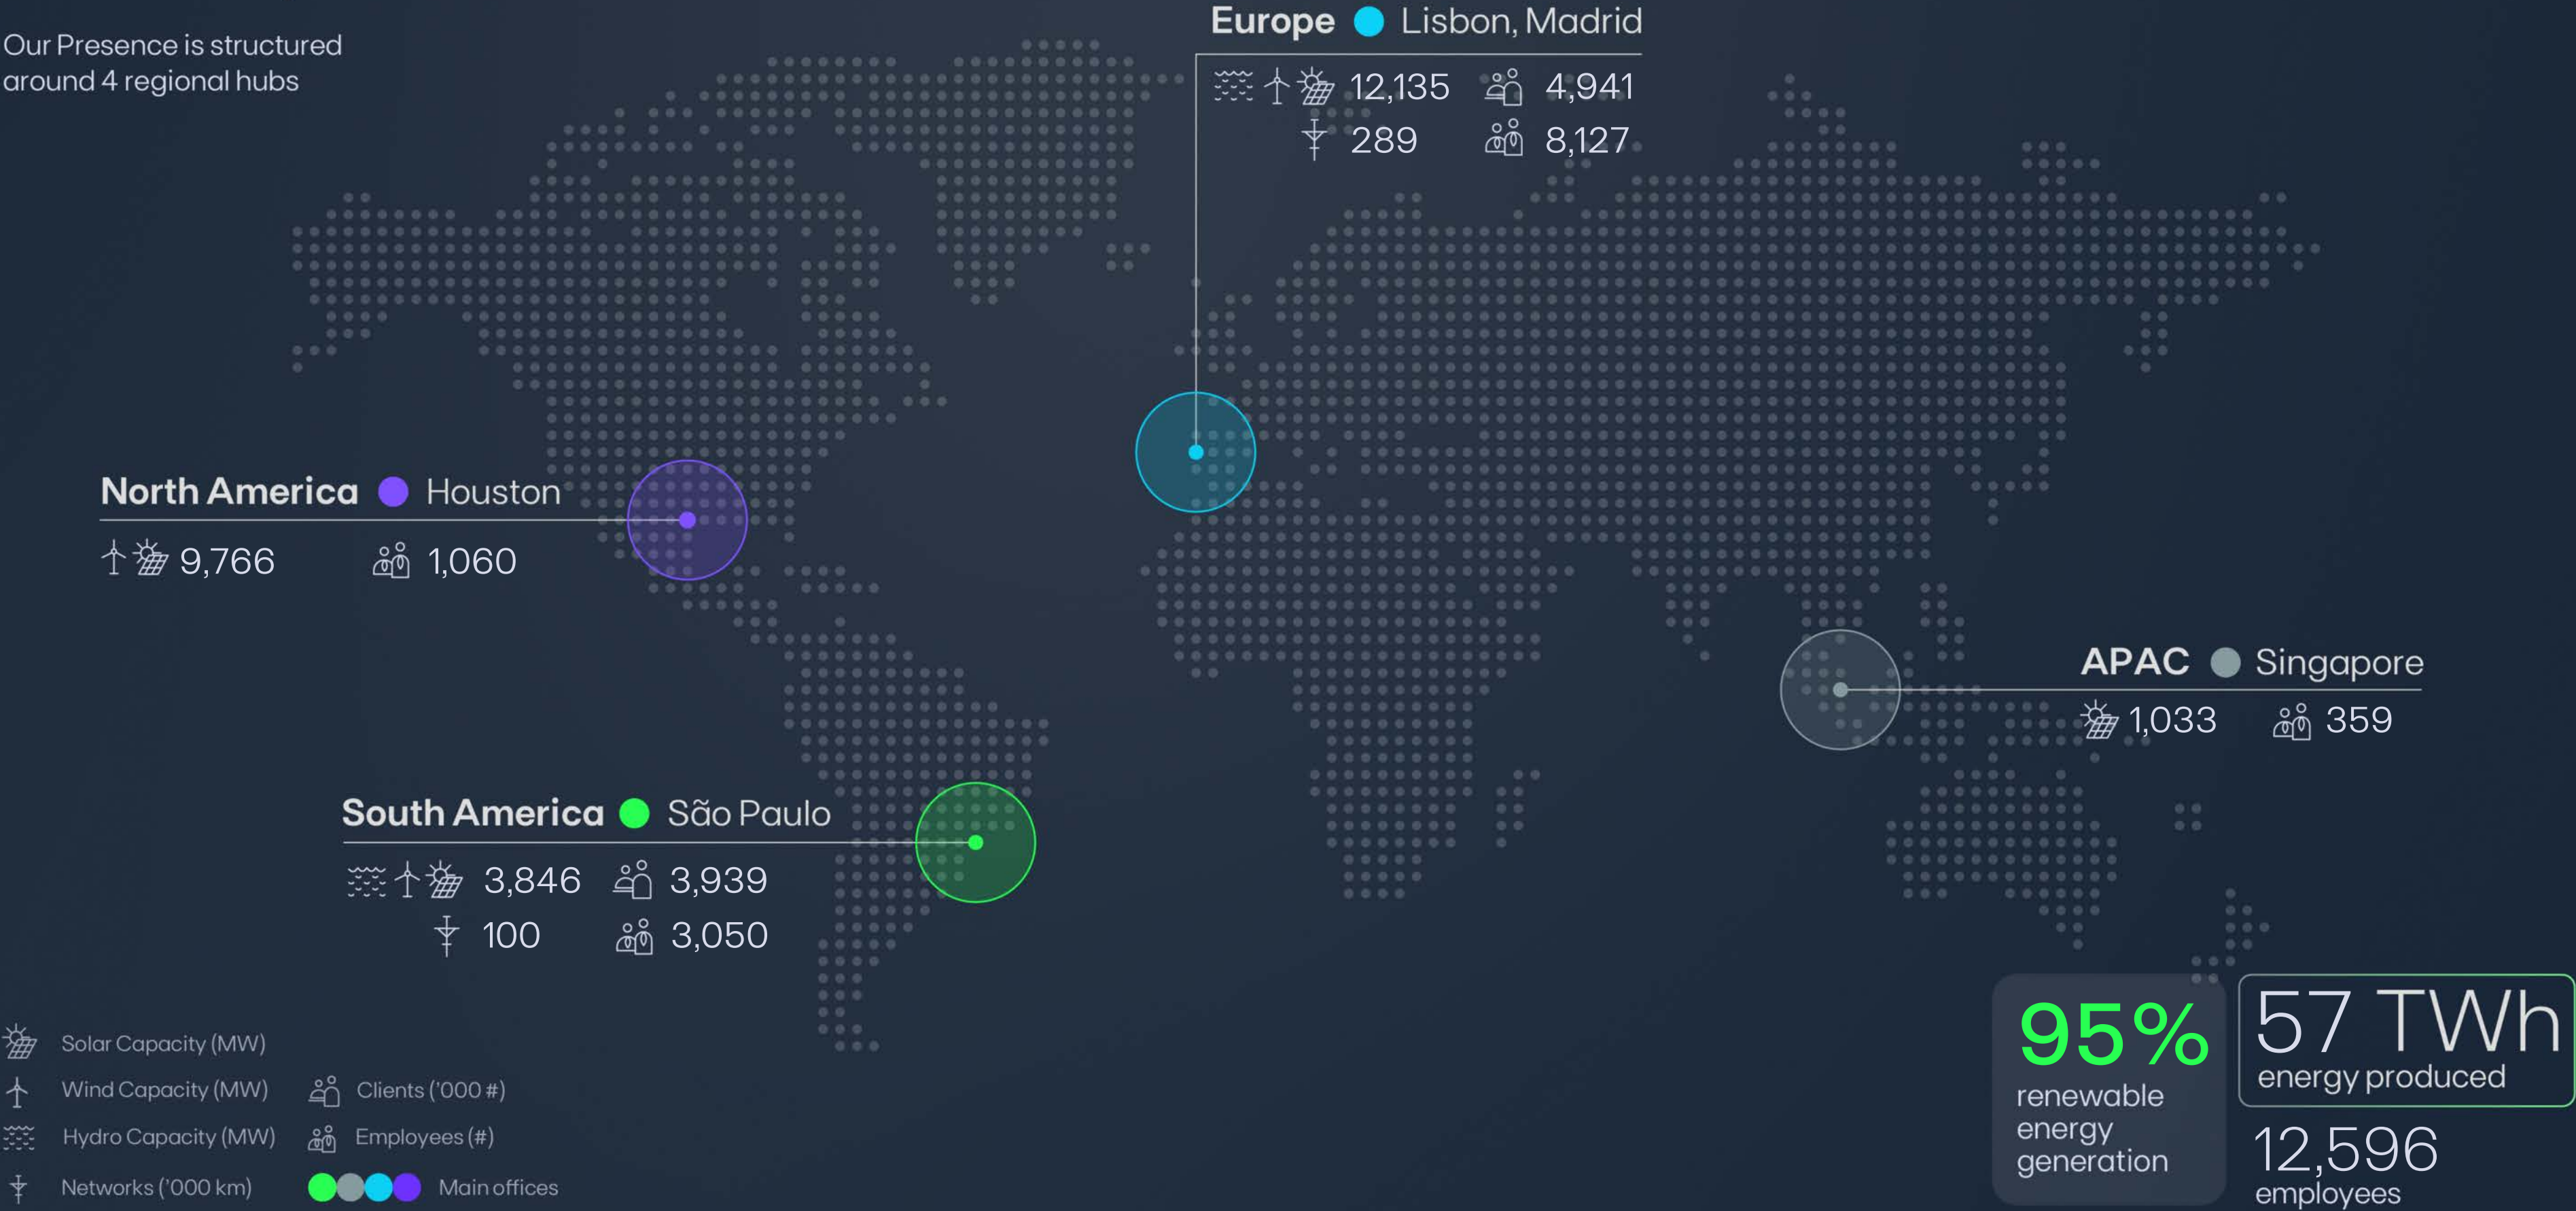 Our Presence is structured
around 4 regional hubs
Europe Lisbon, Madrid
12,135 4,941
289 8,127
North America Houston
9,766 1,060
APAC Singapore
1,033 359
South America São Paulo
3,846 3,939
100 3,050
Solar Capacity (MW)
Wind Capacity (MW) Clients ('000 #)
Hydro Capacity (MW) Employees (#)
Networks ('000 km) Main offices
95%
renewable
energy
generation
57 TWh
energy produced
12,596
employees